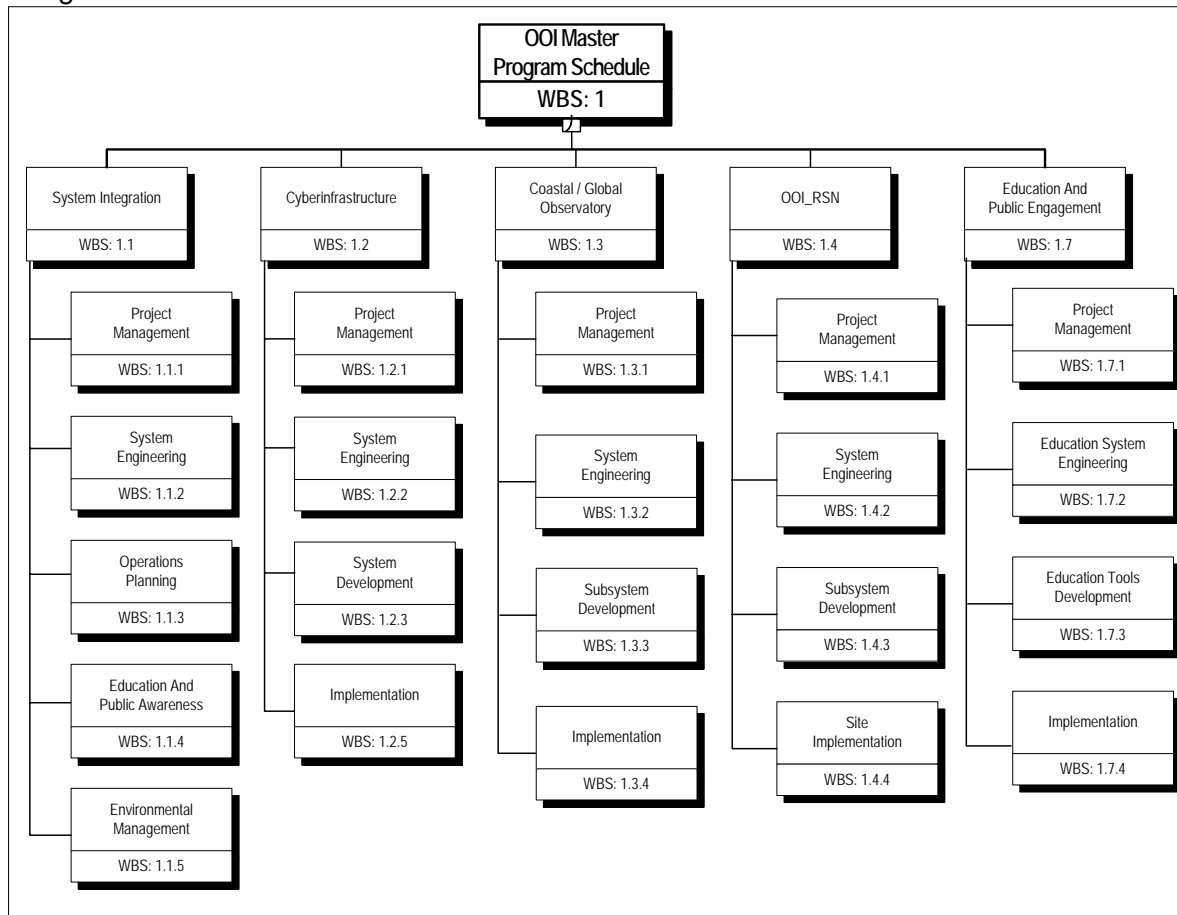 OOI Master
Program Schedule
WBS: 1
System Integration
WBS: 1.1
Cyberinfrastructure
WBS: 1.2
Coastal / Global
Observatory
WBS: 1.3
OOI_RSN
WBS: 1.4
Education And
Public Engagement
WBS: 1.7
Project
Management
WBS: 1.1.1
System
Engineering
WBS: 1.1.2
Operations
Planning
WBS: 1.1.3
Education And
Public Awareness
WBS: 1.1.4
Environmental
Management
WBS: 1.1.5
Project
Management
WBS: 1.2.1
System
Engineering
WBS: 1.2.2
System
Development
WBS: 1.2.3
Implementation
WBS: 1.2.5
Project
Management
WBS: 1.3.1
System
Engineering
WBS: 1.3.2
Subsystem
Development
WBS: 1.3.3
Implementation
WBS: 1.3.4
Project
Management
WBS: 1.4.1
System
Engineering
WBS: 1.4.2
Subsystem
Development
WBS: 1.4.3
Site
Implementation
WBS: 1.4.4
Project
Management
WBS: 1.7.1
Education System
Engineering
WBS: 1.7.2
Education Tools
Development
WBS: 1.7.3
Implementation
WBS: 1.7.4